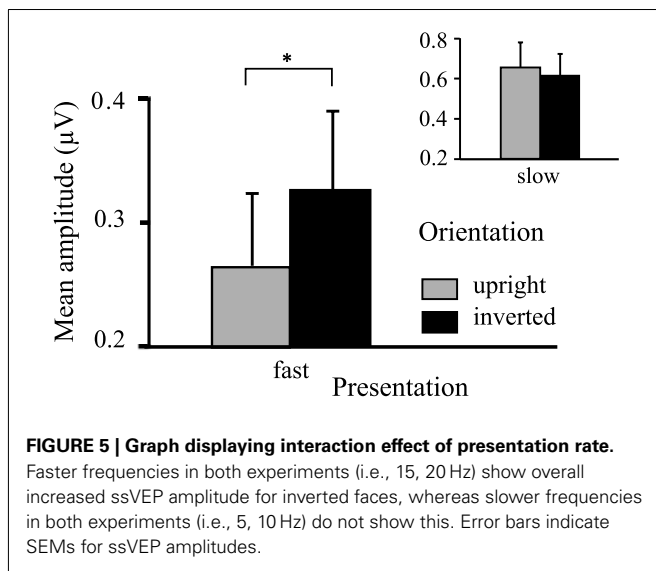 *
Mean amplitude (µV)
0.4
0.3
0.2
fast
Presentation
0.8
0.6
0.4
0.2
slow
Orientation
upright
inverted
FIGURE 5 | Graph displaying interaction effect of presentation rate.
Faster frequencies in both experiments (i.e., 15, 20 Hz) show overall
increased ssVEP amplitude for inverted faces, whereas slower frequencies
in both experiments (i.e., 5, 10 Hz) do not show this. Error bars indicate
SEMs for ssVEP amplitudes.